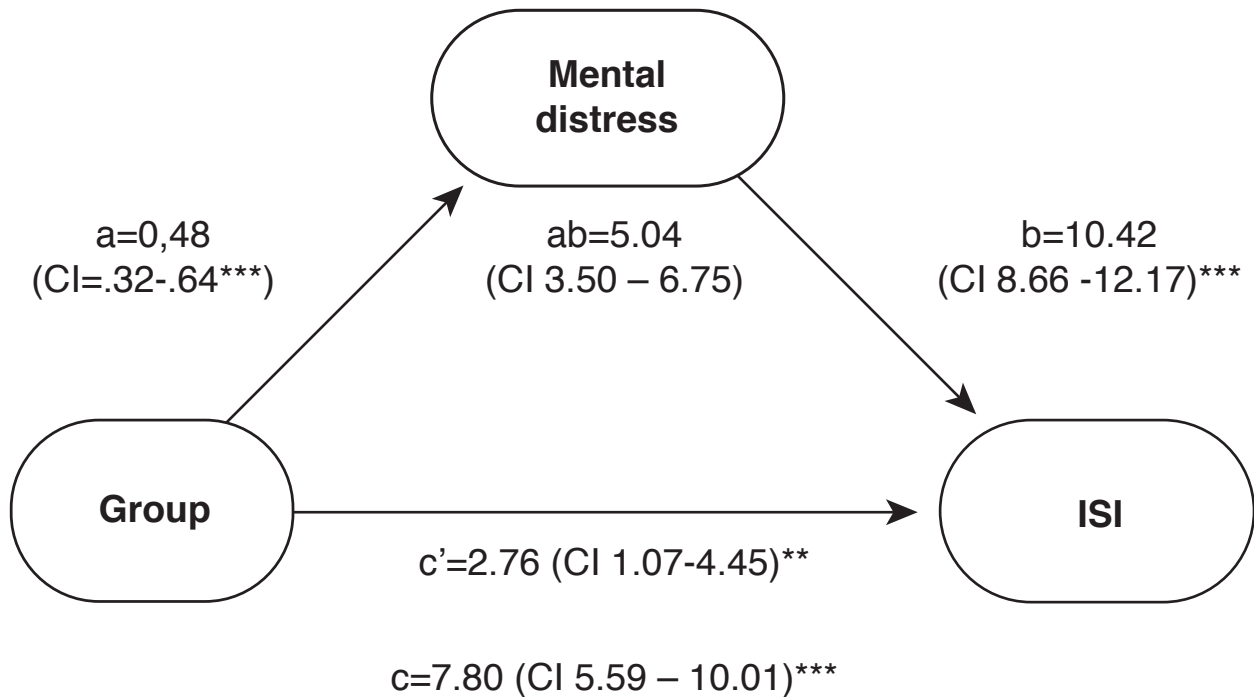 Mental
distress
a=0,48
(CI=.32-.64***)
ab=5.04
(CI 3.50 – 6.75)
b=10.42
(CI 8.66 -12.17)***
Group
ISI
c’=2.76 (CI 1.07-4.45)**
c=7.80 (CI 5.59 – 10.01)***